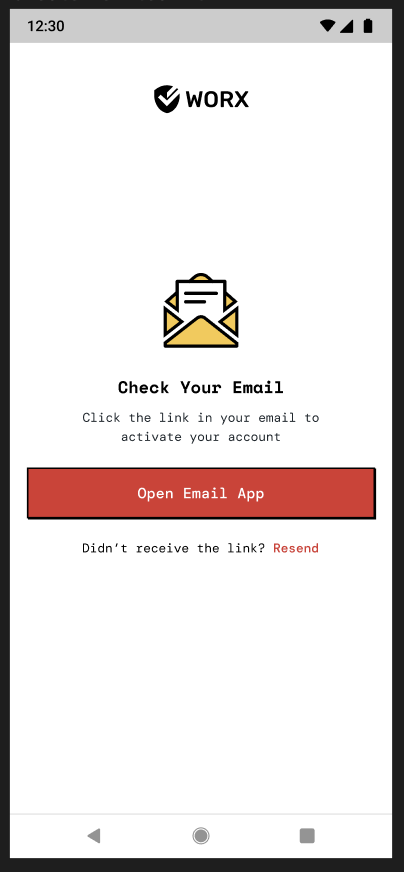 12:30
WORX
Check Your Email
Click the link in your email to
activate your account
Open Email App
Didn’t receive the link? Resend